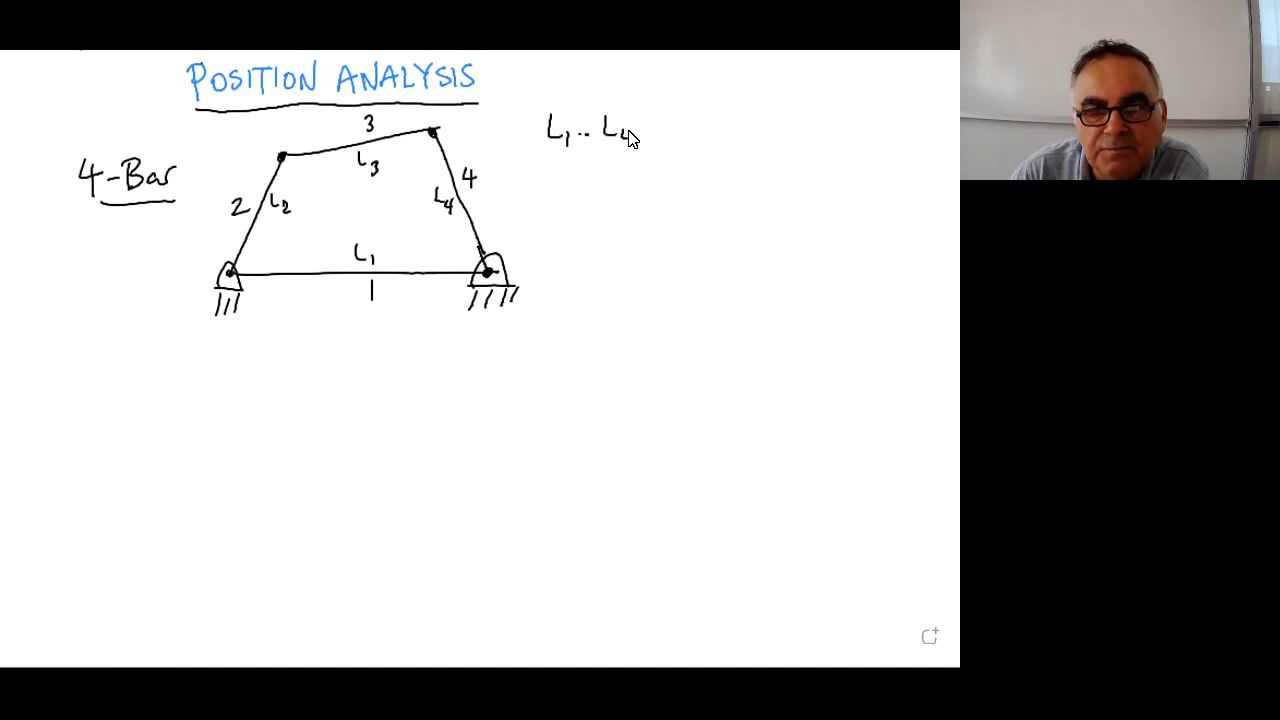 POSITION ANALYSIS
4-Bar
3
L3
2
L2
4
L4
L1
1
L1 .. L4